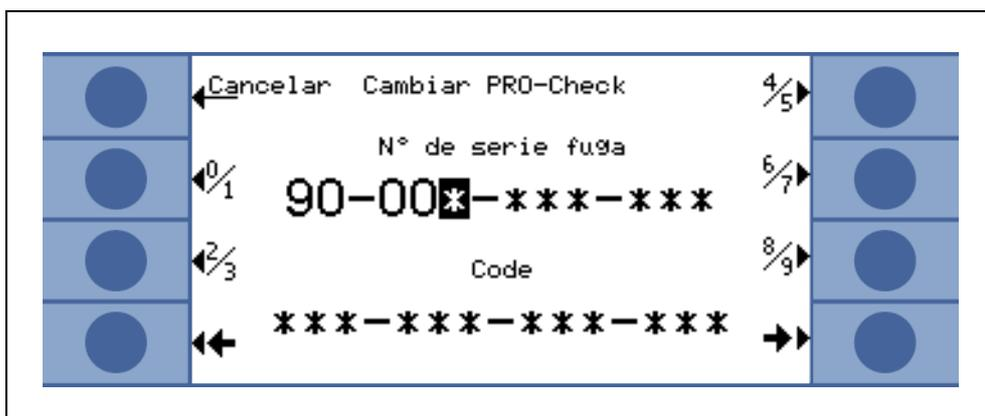 Cancelar Cambiar PRO-Check 4/5
N° de serie fuga
0/1 90-00*-***-*** 6/7
2/3 Code 8/9
***-***-***-***